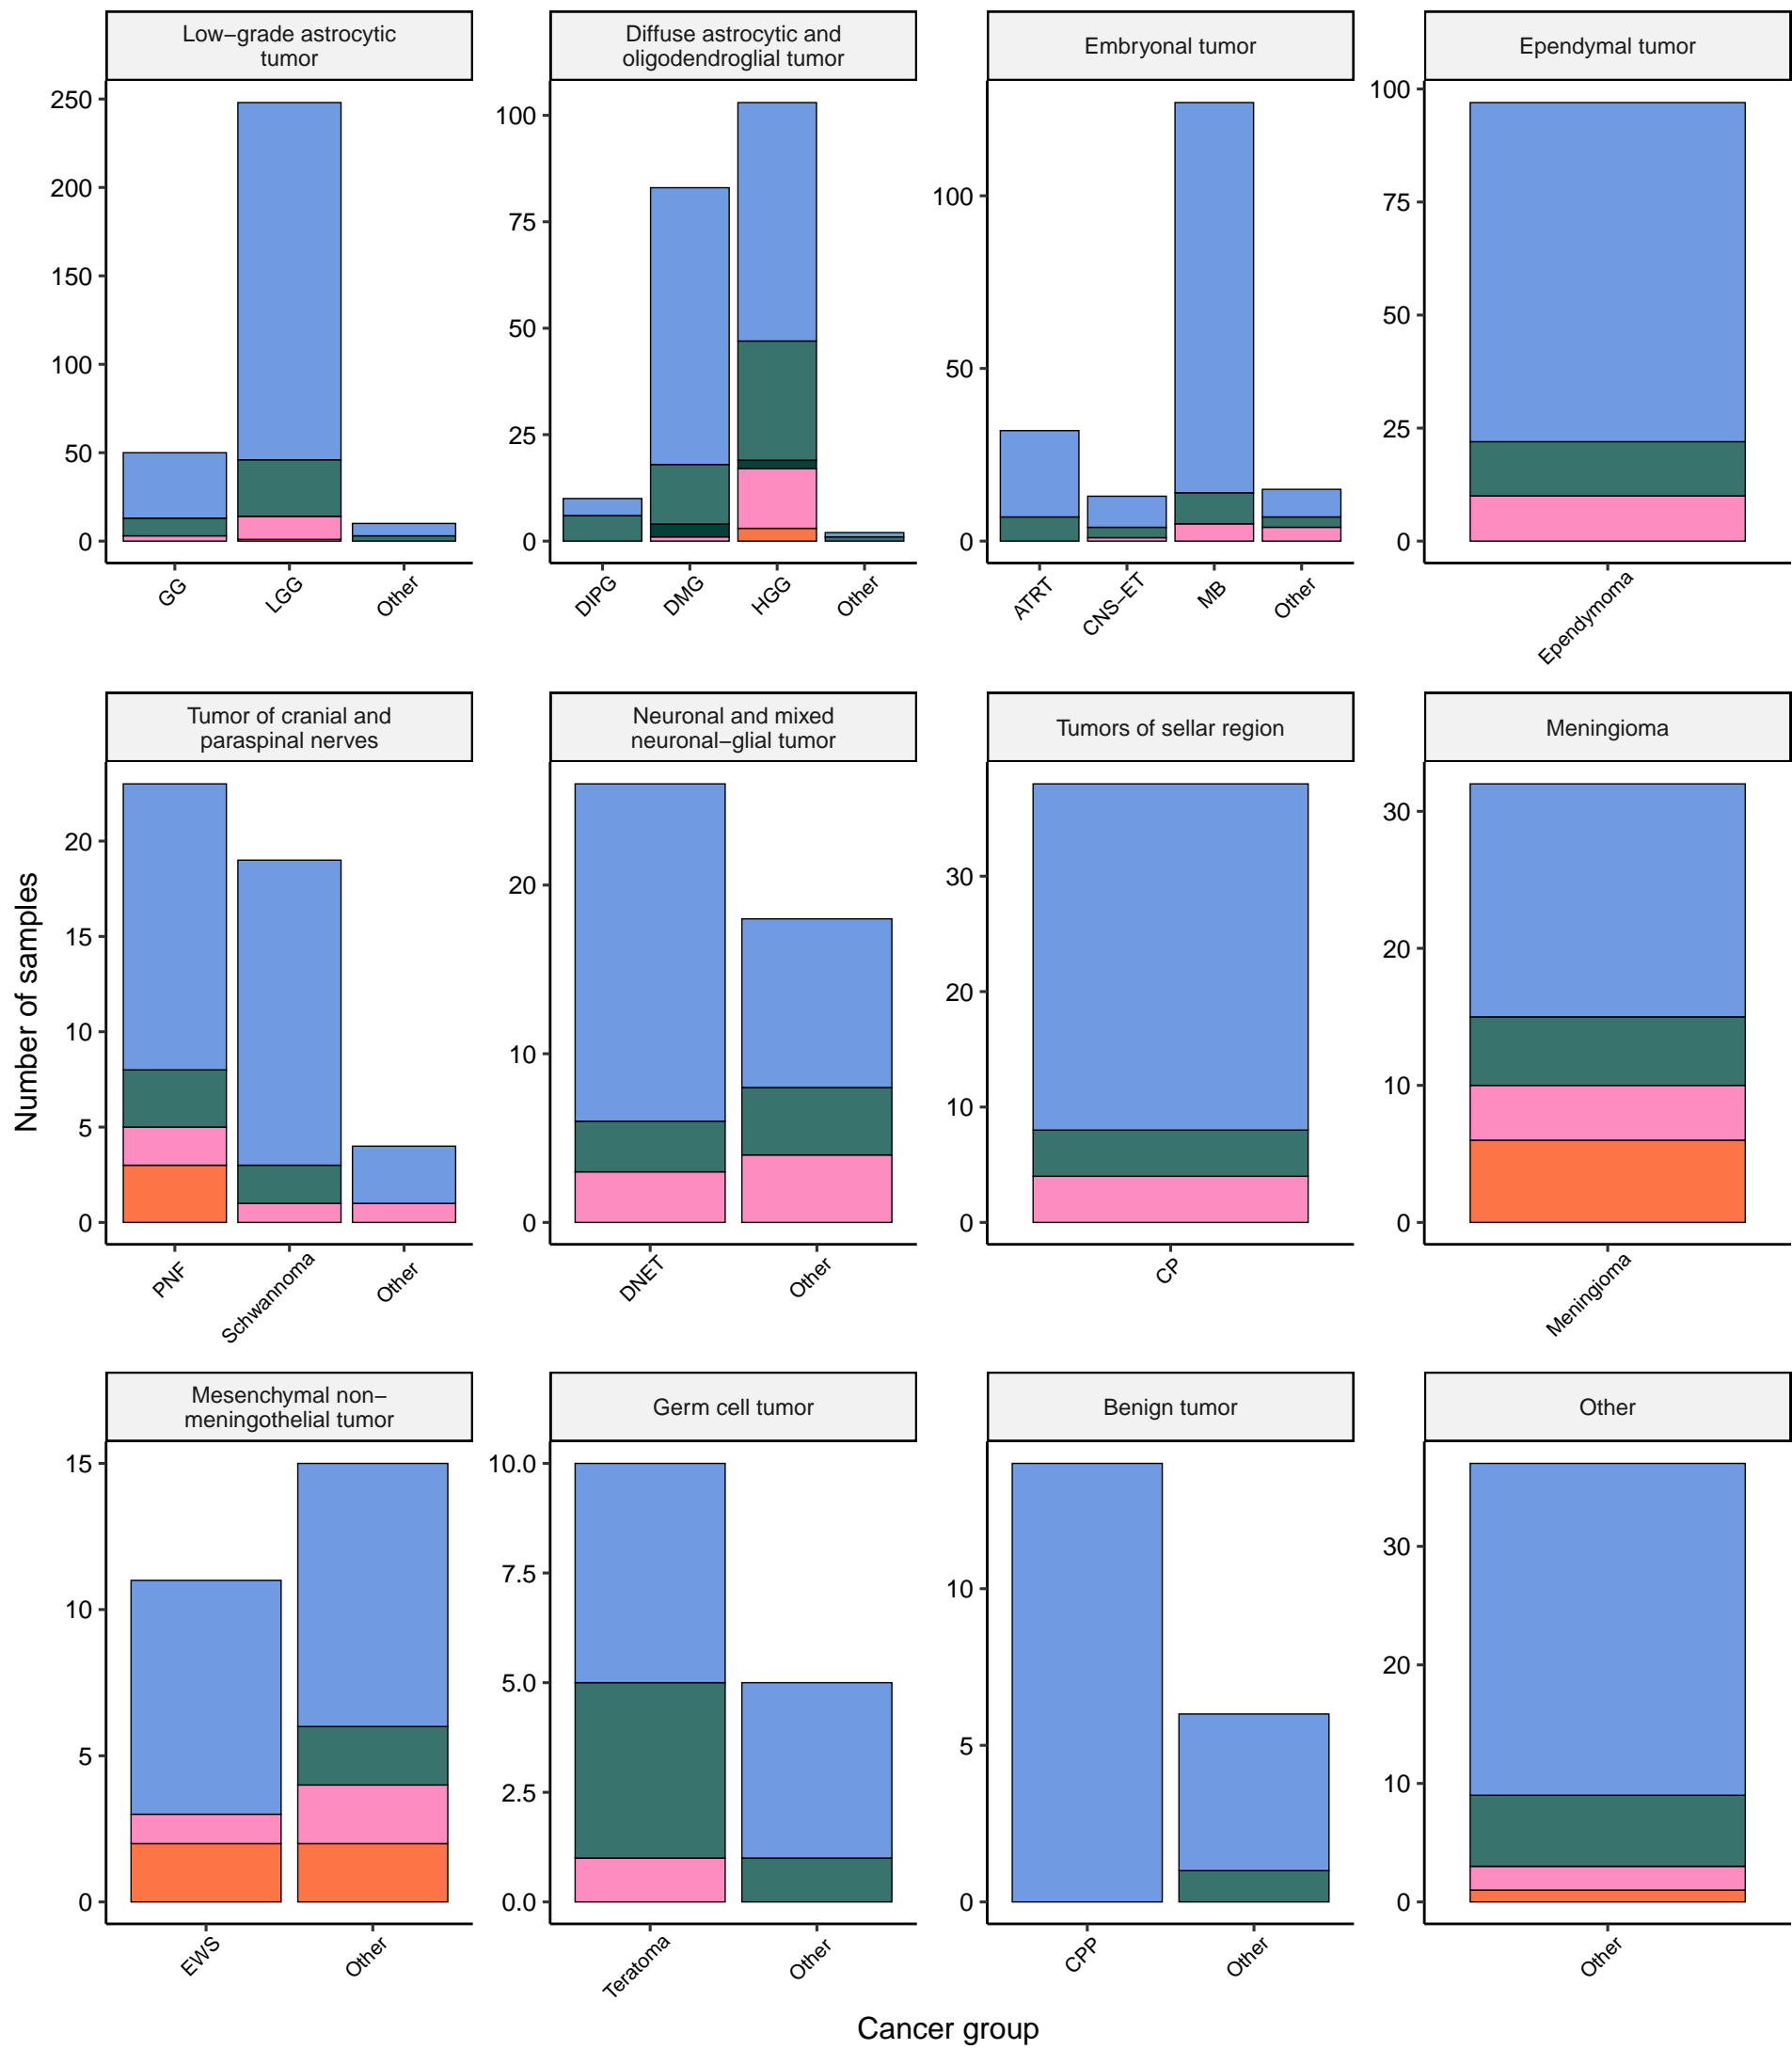 Low−grade astrocytic
tumor
Diffuse astrocytic and
oligodendroglial tumor
Embryonal tumor
Ependymal tumor
250
200
150
100
50
0
GG
LGG
Other
100
75
50
25
0
DIPG
DMG
HGG
Other
100
50
0
ATRT
CNS−ET
MB
Other
100
75
50
25
0
Ependymoma
Number of samples
Tumor of cranial and
paraspinal nerves
Neuronal and mixed
neuronal−glial tumor
Tumors of sellar region
Meningioma
20
15
10
5
0
PNF
Schwannoma
Other
20
10
0
DNET
Other
30
20
10
0
CP
30
20
10
0
Meningioma
Mesenchymal non−
meningothelial tumor
Germ cell tumor
Benign tumor
Other
15
10
5
0
EWS
Other
10.0
7.5
5.0
2.5
0.0
Teratoma
Other
10
5
0
CPP
Other
30
20
10
0
Other
Cancer group